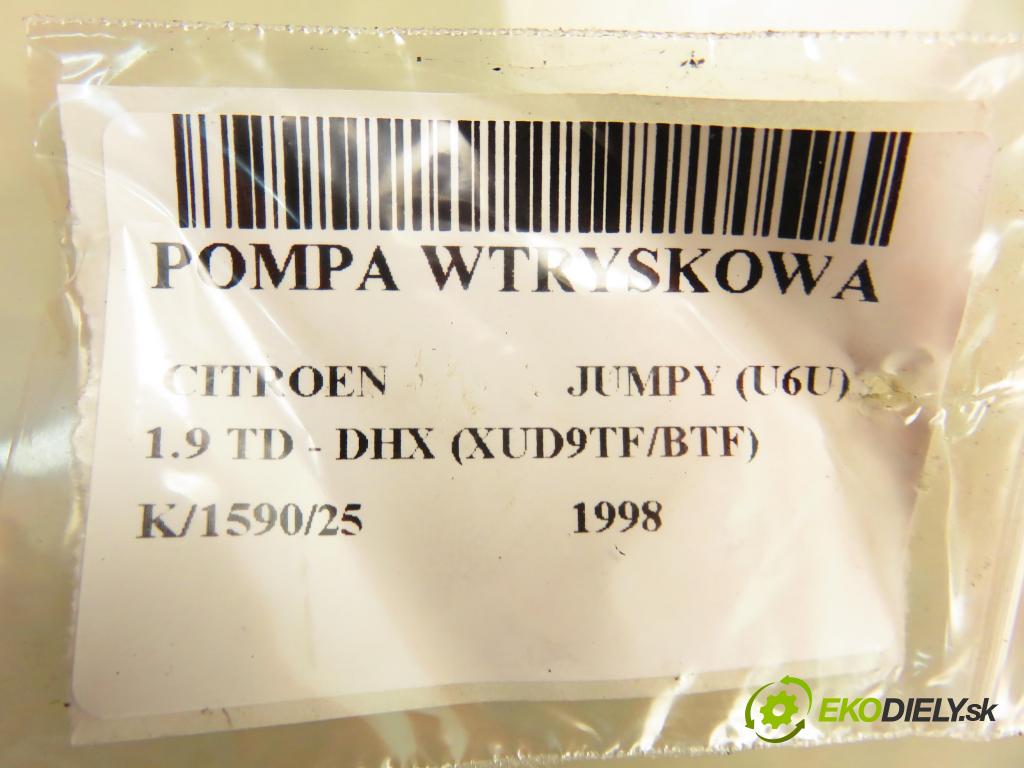 POMPA WTRYSKOWA
CITROEN JUMPY (U6U)
1.9 TD - DHX (XUD9TF/BTF)
K/1590/25 1998
EKODIELY.sk